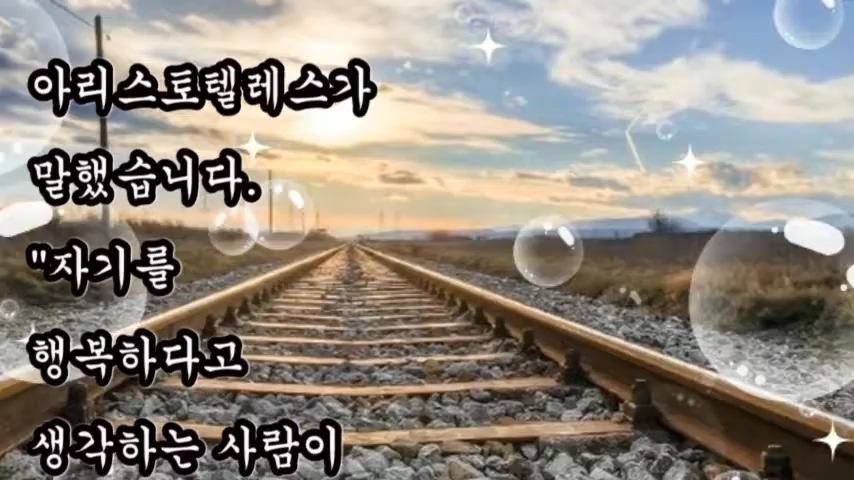 아리스토텔레스가
말했습니다.
"자기를
행복하다고
생각하는 사람이